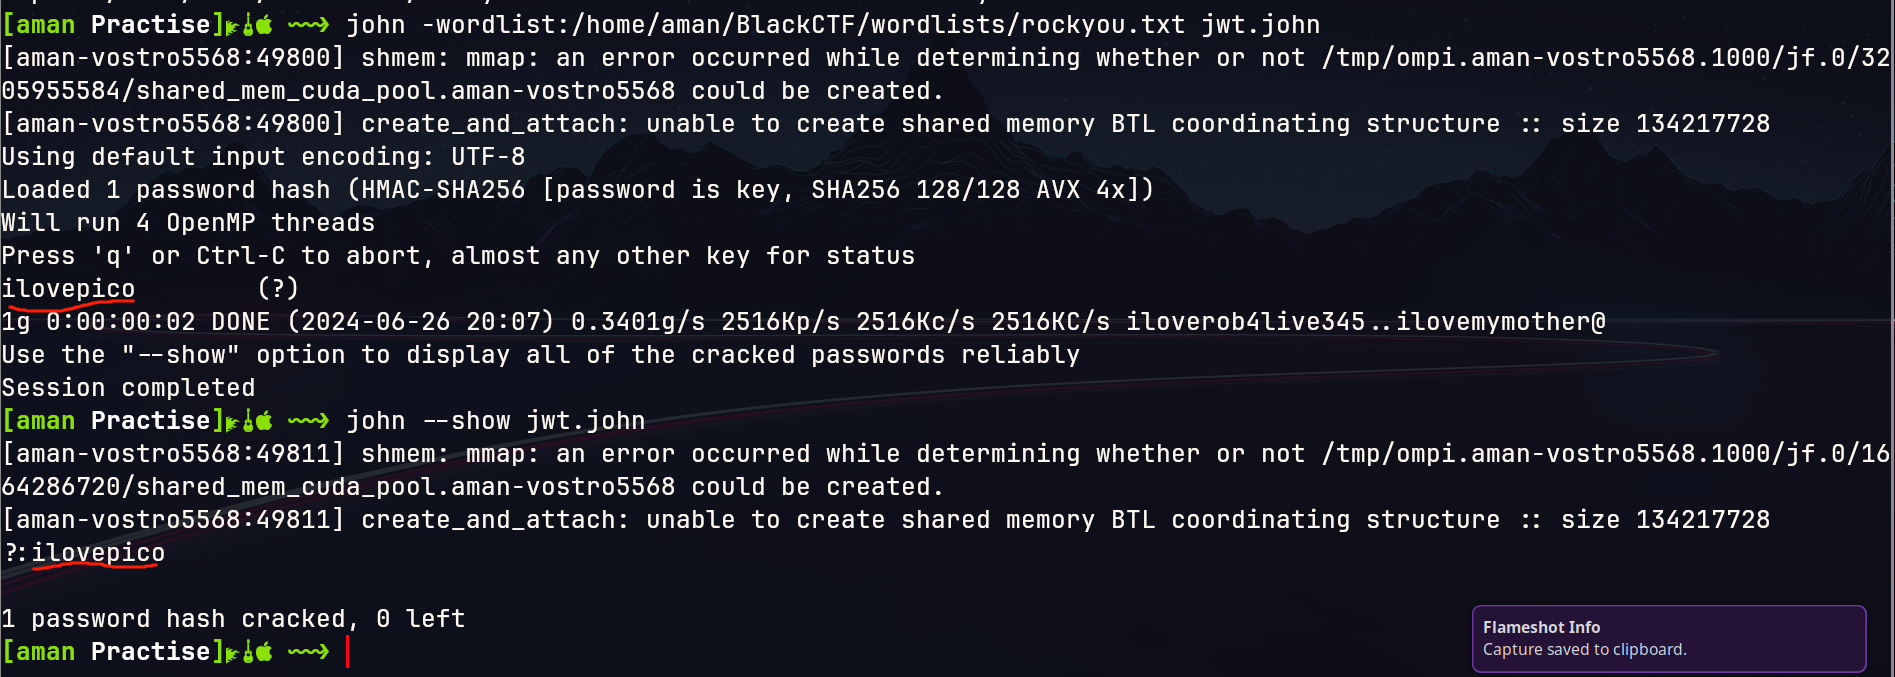 [aman Practise] john -wordlist:/home/aman/BlackCTF/wordlists/rockyou.txt jwt.john
[aman-vostro5568:49800] shmem: mmap: an error occurred while determining whether or not /tmp/ompi.aman-vostro5568.1000/jf.0/32
05955584/shared_mem_cuda_pool.aman-vostro5568 could be created.
[aman-vostro5568:49800] create_and_attach: unable to create shared memory BTL coordinating structure :: size 134217728
Using default input encoding: UTF-8
Loaded 1 password hash (HMAC-SHA256 [password is key, SHA256 128/128 AVX 4x])
Will run 4 OpenMP threads
Press 'q' or Ctrl-C to abort, almost any other key for status
ilovepico        (?)
1g 0:00:00:02 DONE (2024-06-26 20:07) 0.3401g/s 2516Kp/s 2516Kc/s 2516KC/s iloverob4live345..ilovemymother@
Use the "--show" option to display all of the cracked passwords reliably
Session completed
[aman Practise] john --show jwt.john
[aman-vostro5568:49811] shmem: mmap: an error occurred while determining whether or not /tmp/ompi.aman-vostro5568.1000/jf.0/16
64286720/shared_mem_cuda_pool.aman-vostro5568 could be created.
[aman-vostro5568:49811] create_and_attach: unable to create shared memory BTL coordinating structure :: size 134217728
?:ilovepico
1 password hash cracked, 0 left
[aman Practise]
Flameshot Info
Capture saved to clipboard.